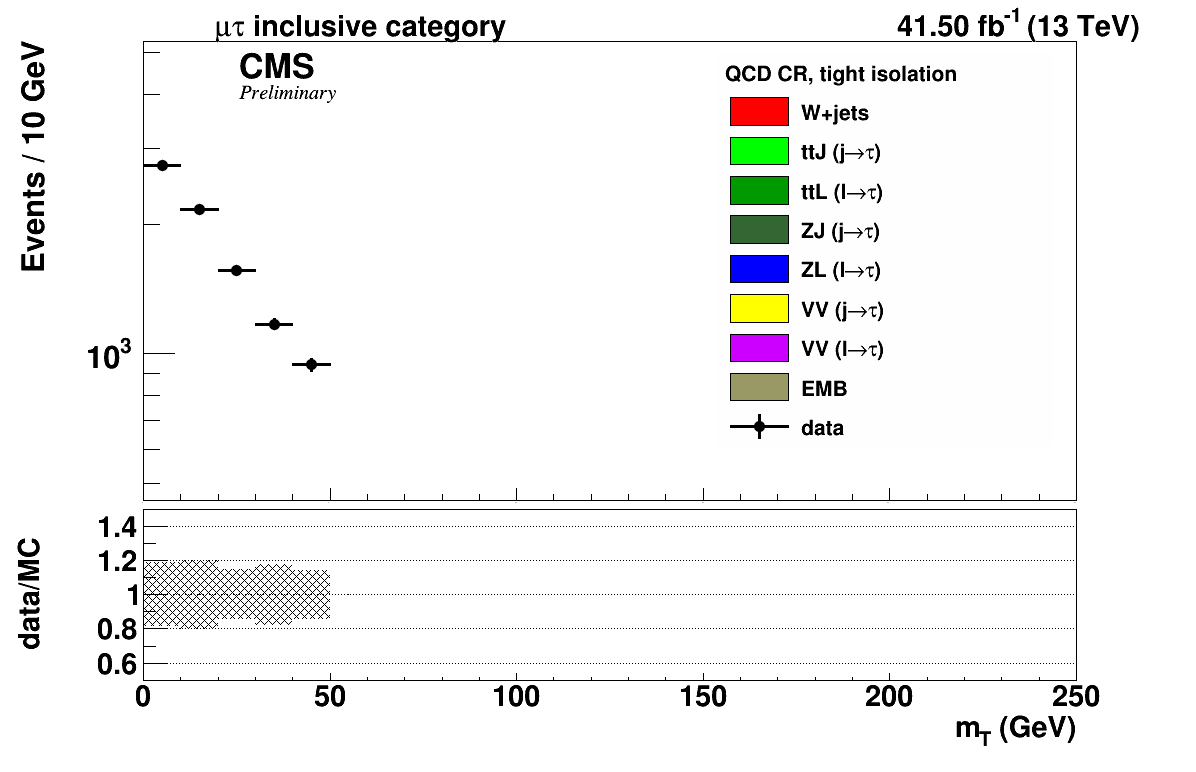 μτ inclusive category
41.50 fb⁻¹ (13 TeV)
Events / 10 GeV
CMS
Preliminary
QCD CR, tight isolation
W+jets
ttJ (j→τ)
ttL (l→τ)
ZJ (j→τ)
ZL (l→τ)
VV (j→τ)
VV (l→τ)
EMB
data
10³
data/MC
1.4
1.2
1
0.8
0.6
0 50 100 150 200 250
m_T (GeV)